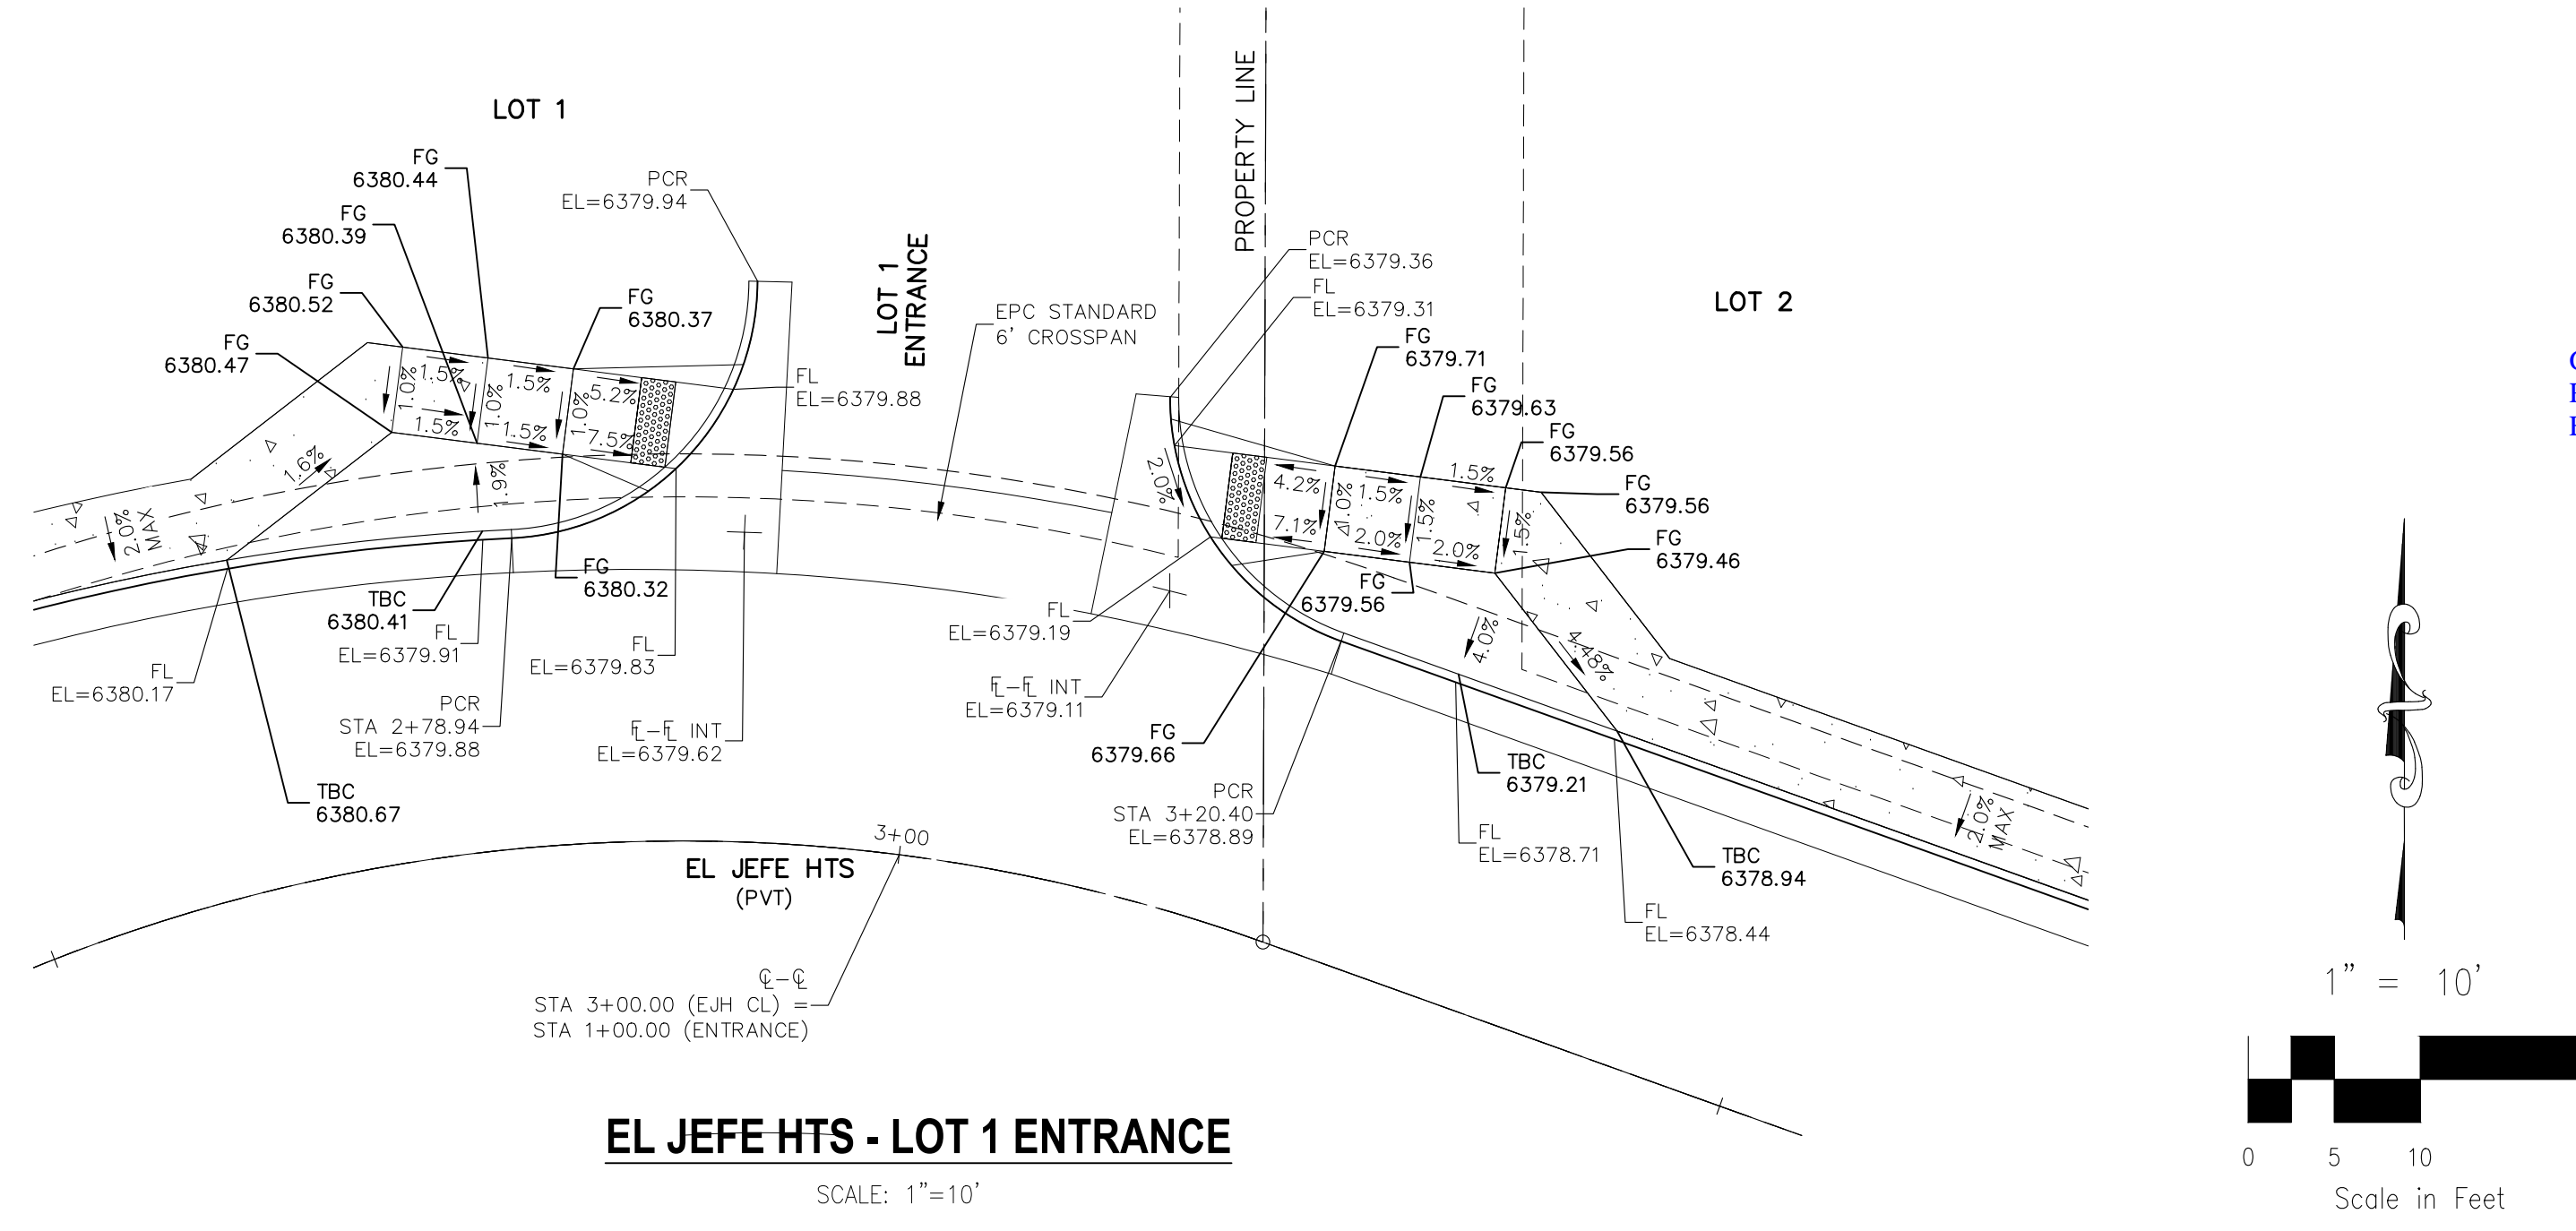 LOT 1
FG
6380.44
PCR
EL=6379.94
FG
6380.39
FG
6380.52
FG
6380.47
FG
6380.37
1.5%
1.5%
5.2%
1.0%
1.0%
1.0%
1.5%
1.5%
7.5%
1.6%
1.9%
2.0%
MAX
LOT 1
ENTRANCE
FL
EL=6379.88
EPC STANDARD
6' CROSSPAN
PROPERTY LINE
PCR
EL=6379.36
FL
EL=6379.31
LOT 2
FG
6379.71
FG
6379.63
FG
6379.56
FG
6379.56
FG
6379.46
2.0%
4.2%
1.5%
1.5%
1.0%
1.5%
1.5%
7.1%
2.0%
2.0%
4.0%
4.48%
2.0%
MAX
FG
6380.32
TBC
6380.41
FL
EL=6379.91
FL
EL=6379.83
FL
EL=6380.17
PCR
STA 2+78.94
EL=6379.88
FL-FL INT
EL=6379.62
TBC
6380.67
FG
6379.56
FL
EL=6379.19
FL-FL INT
EL=6379.11
FG
6379.66
PCR
STA 3+20.40
EL=6378.89
TBC
6379.21
FL
EL=6378.71
TBC
6378.94
FL
EL=6378.44
3+00
EL JEFE HTS
(PVT)
CL-CL
STA 3+00.00 (EJH CL) =
STA 1+00.00 (ENTRANCE)
EL JEFE HTS - LOT 1 ENTRANCE
SCALE: 1"=10'
1" = 10'
0 5 10
Scale in Feet